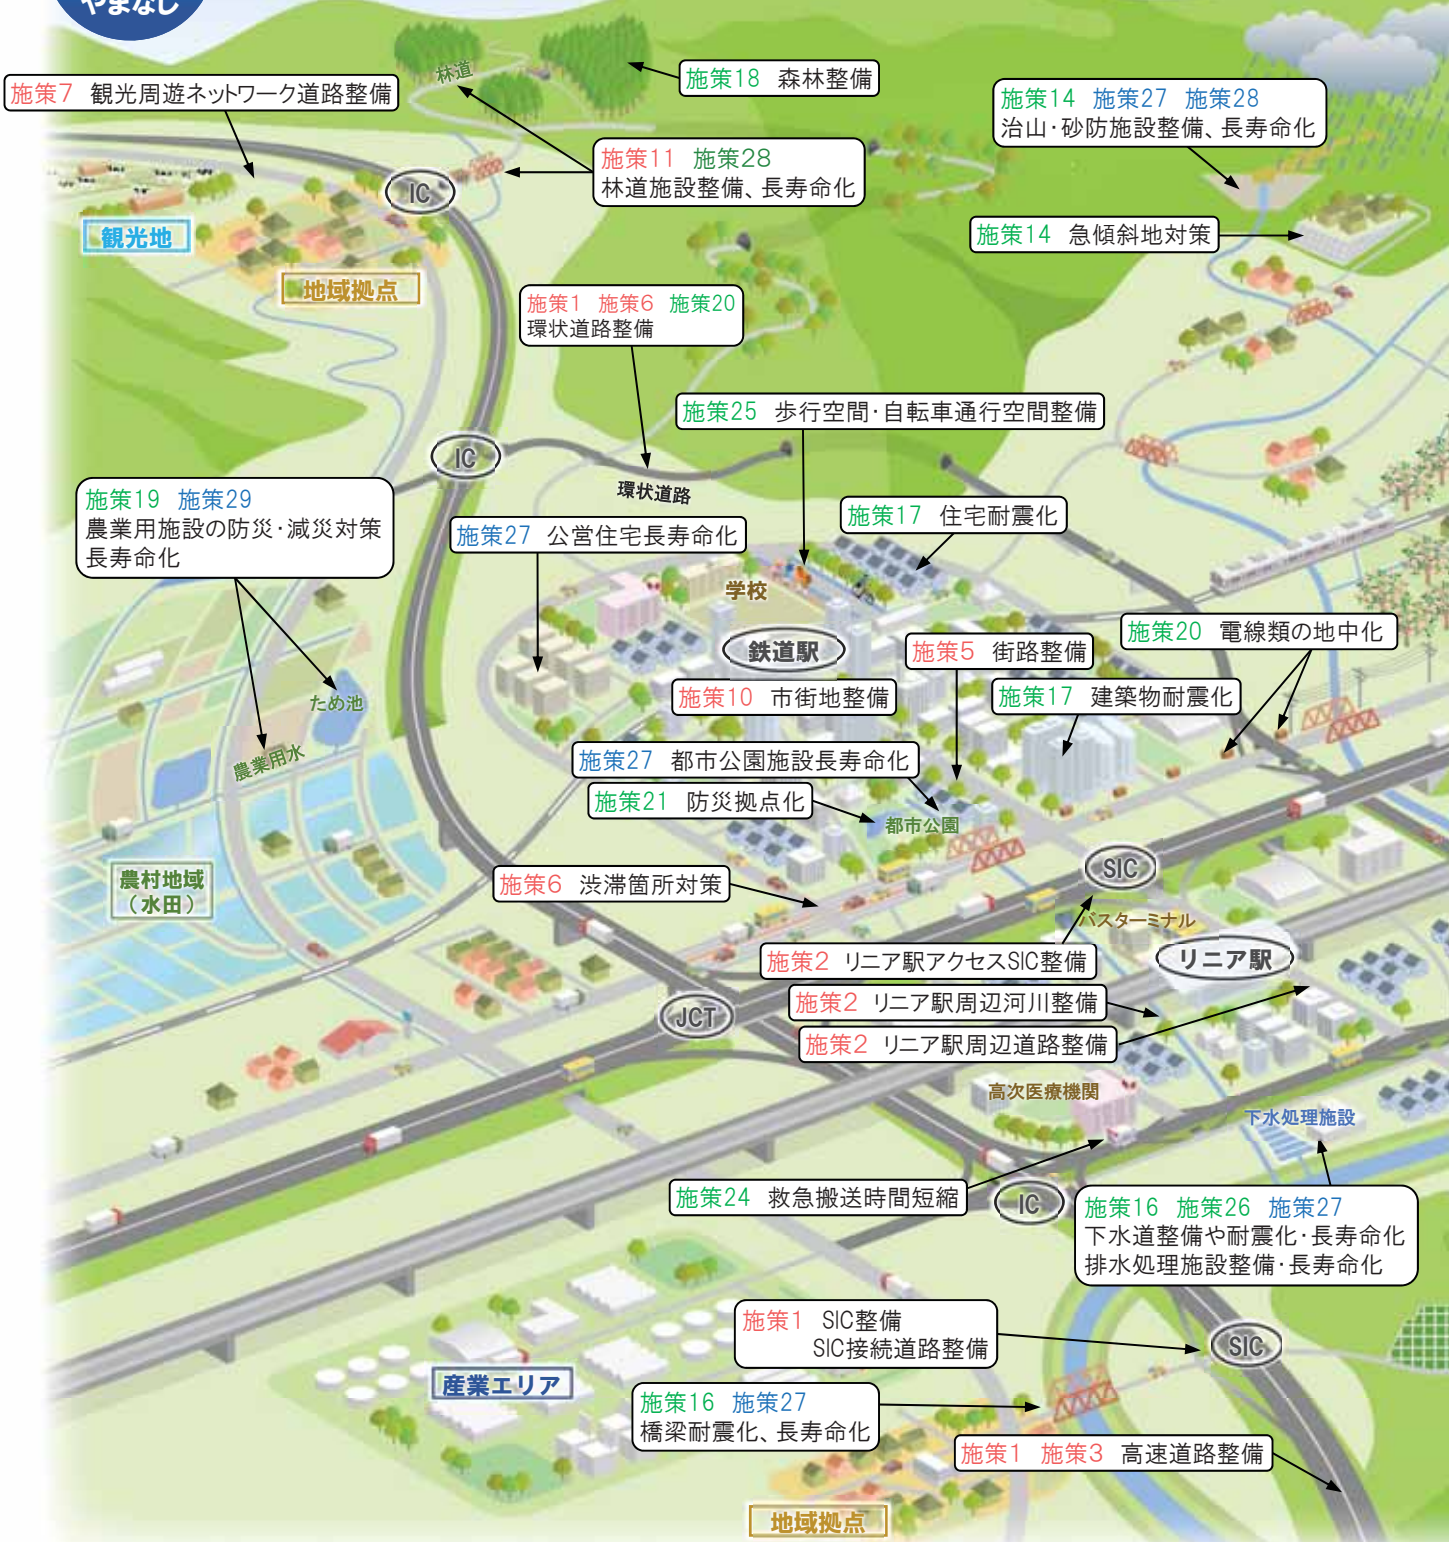 やまなし
林道
施策18 森林整備
施策7 観光周遊ネットワーク道路整備
施策14 施策27 施策28
治山・砂防施設整備、長寿命化
施策11 施策28
林道施設整備、長寿命化
IC
観光地
施策14 急傾斜地対策
地域拠点
施策1 施策6 施策20
環状道路整備
施策25 歩行空間・自転車通行空間整備
IC
環状道路
施策19 施策29
農業用施設の防災・減災対策
長寿命化
施策17 住宅耐震化
施策27 公営住宅長寿命化
学校
鉄道駅
施策20 電線類の地中化
施策5 街路整備
施策10 市街地整備
施策17 建築物耐震化
ため池
農業用水
施策27 都市公園施設長寿命化
施策21 防災拠点化
都市公園
SIC
農村地域
（水田）
施策6 渋滞箇所対策
バスターミナル
リニア駅
施策2 リニア駅アクセスSIC整備
施策2 リニア駅周辺河川整備
JCT
施策2 リニア駅周辺道路整備
高次医療機関
下水処理施設
施策24 救急搬送時間短縮
IC
施策16 施策26 施策27
下水道整備や耐震化・長寿命化
排水処理施設整備・長寿命化
施策1 SIC整備
SIC接続道路整備
SIC
産業エリア
施策16 施策27
橋梁耐震化、長寿命化
施策1 施策3 高速道路整備
地域拠点